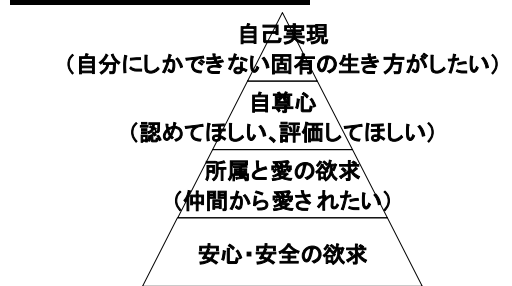 自己実現
（自分にしかできない固有の生き方がしたい）
自尊心
（認めてほしい、評価してほしい）
所属と愛の欲求
（仲間から愛されたい）
安心・安全の欲求